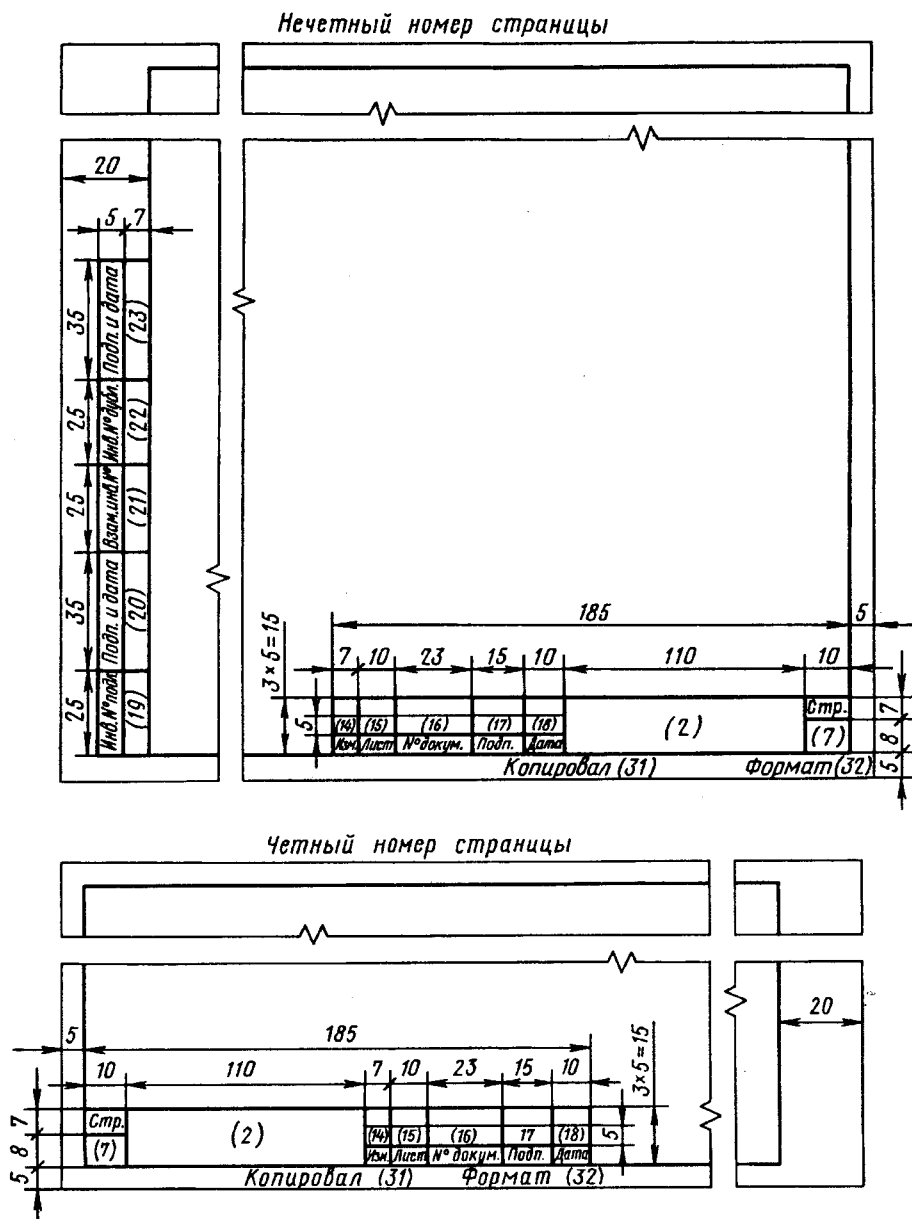 Нечетный номер страницы
20
5 7
35 Подп. и дата (23)
25 Инв.№ дубл. (22)
25 Взам.инв.№ (21)
35 Подп. и дата (20)
25 Инв.№ подл. (19)
185 5
3×5=15
7 10 23 15 10 110 10
Стр. 7
5 (14) (15) (16) (17) (18) (2) (7) 8
Изм. Лист № докум. Подп. Дата
Копировал (31) Формат (32) 5
Четный номер страницы
5 185 20
10 110 7 10 23 15 10 3×5=15
7 Стр.
8 (7) (2) (14) (15) (16) 17 (18) 5
Изм. Лист № докум. Подп. Дата
5 Копировал (31) Формат (32)